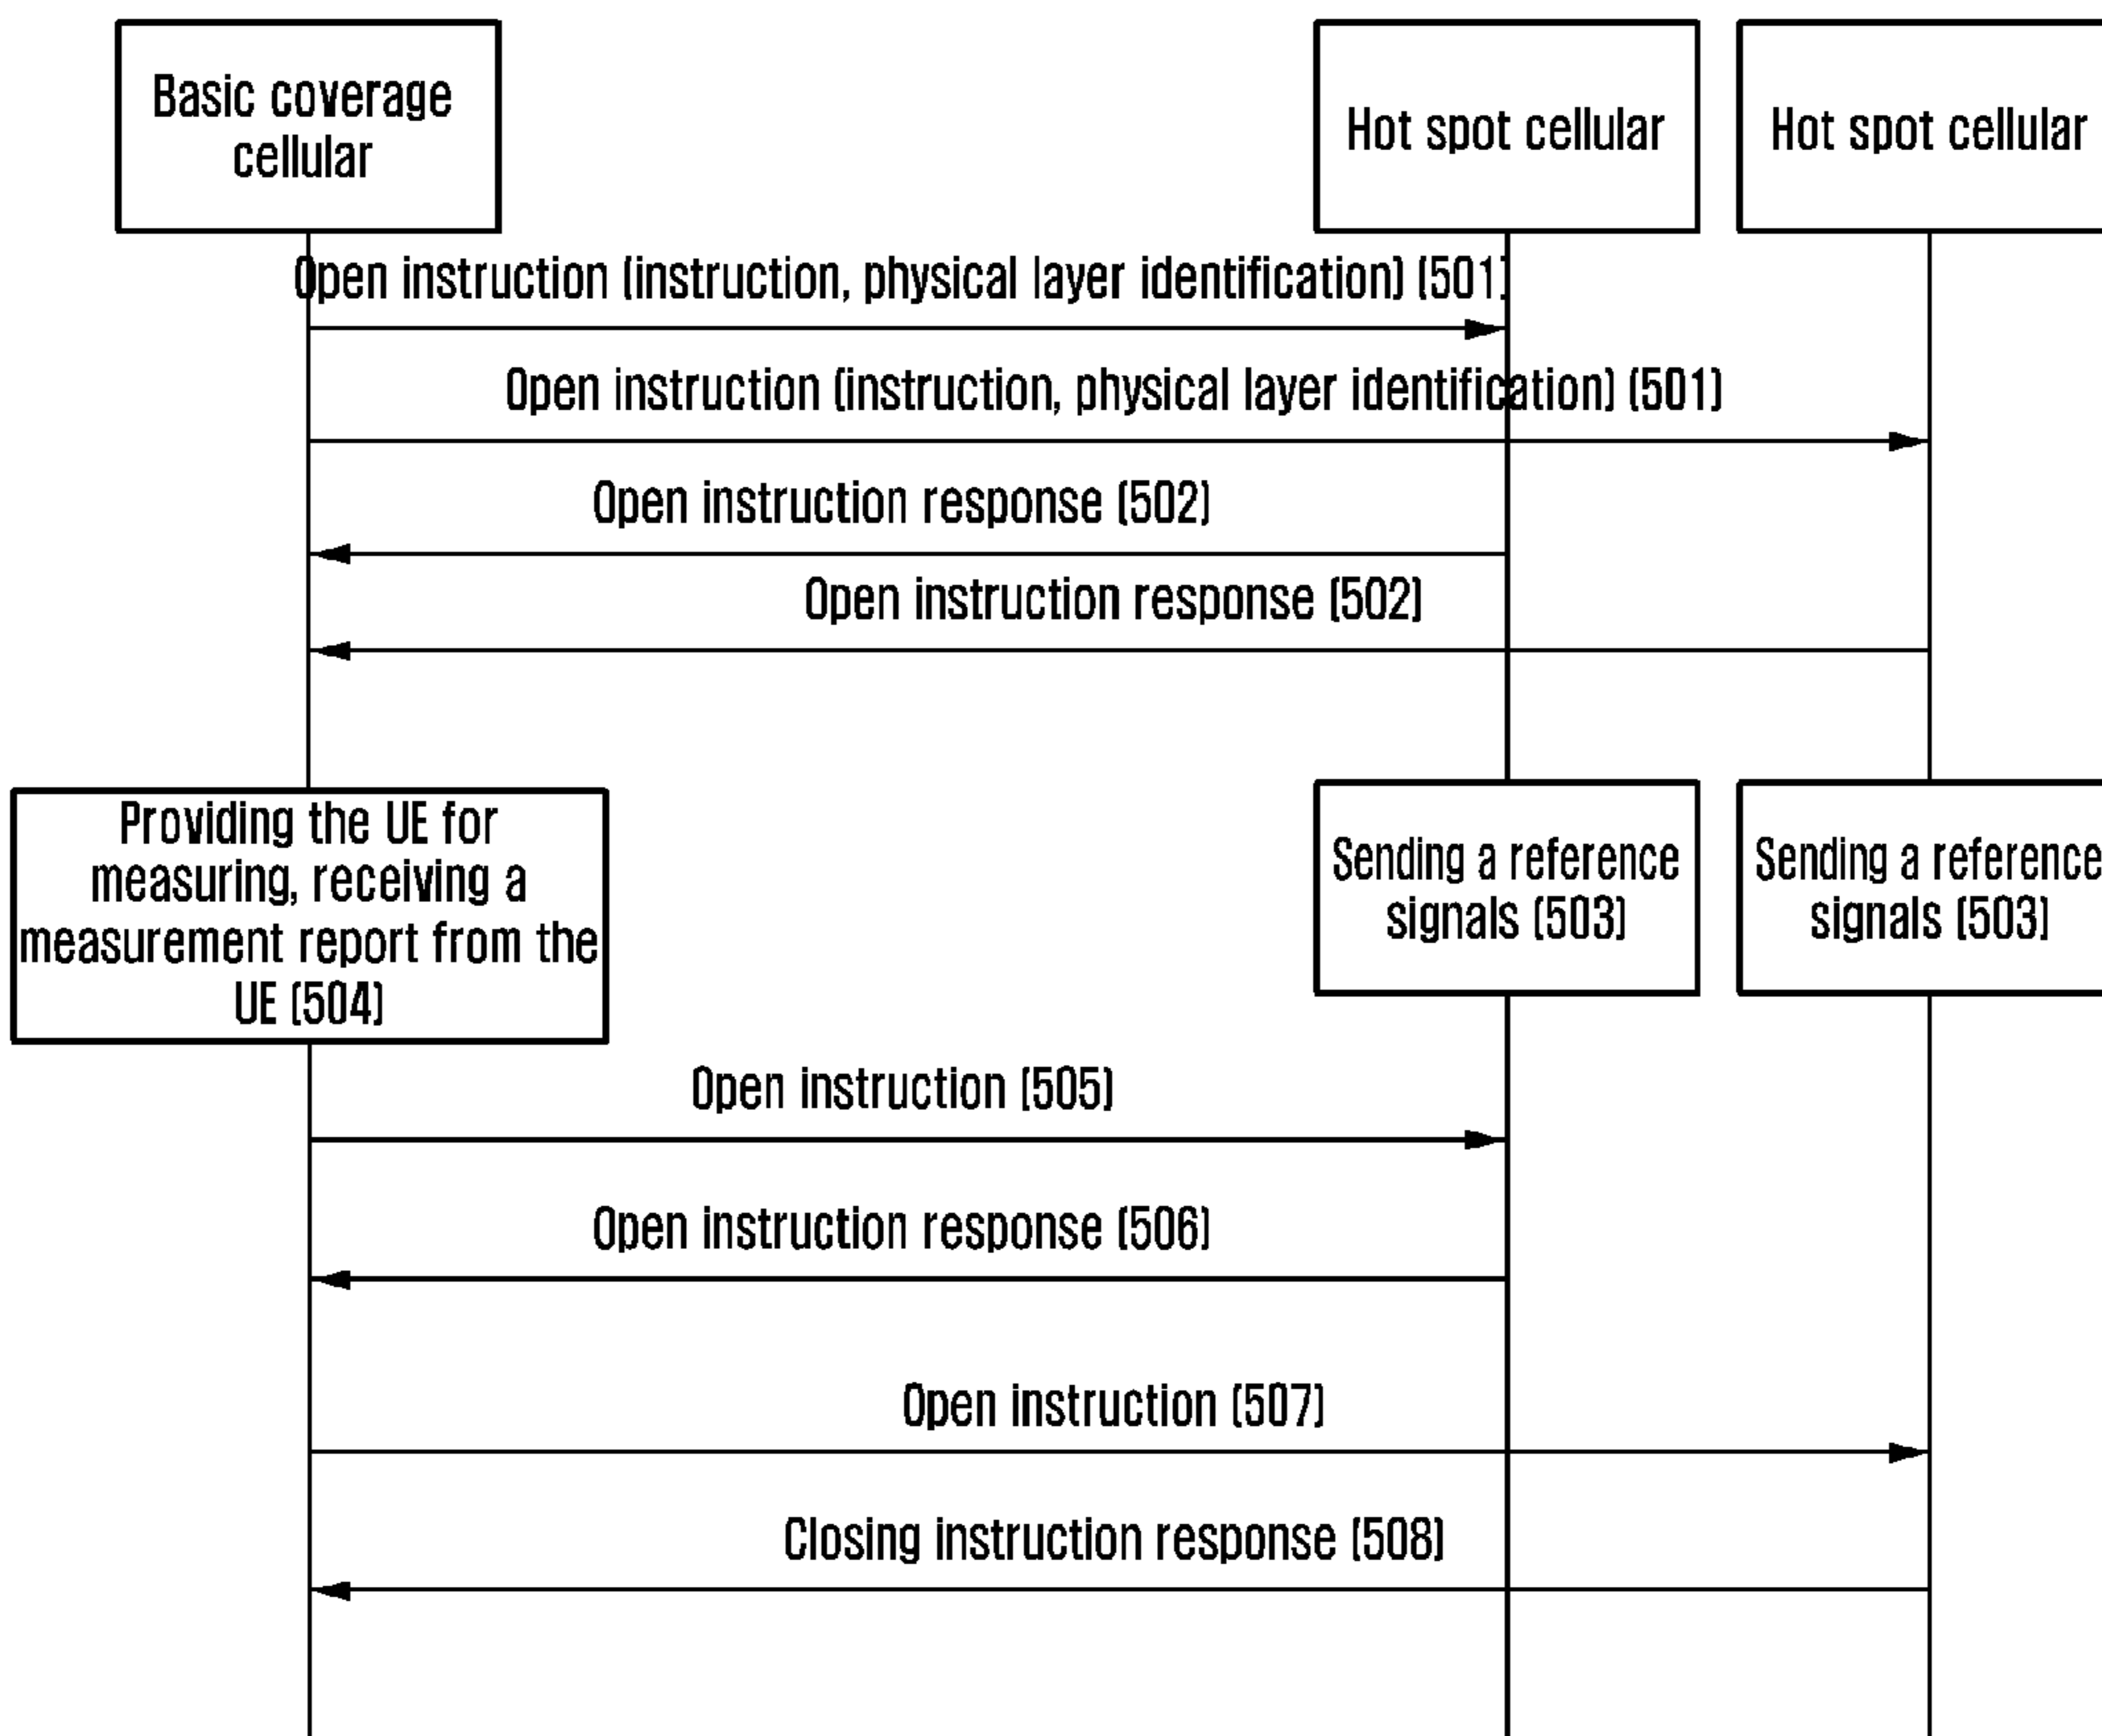 Basic coverage
cellular
Hot spot cellular
Hot spot cellular
Open instruction (instruction, physical layer identification) (501)
Open instruction (instruction, physical layer identification) (501)
Open instruction response (502)
Open instruction response (502)
Providing the UE for
measuring, receiving a
measurement report from the
UE (504)
Sending a reference
signals (503)
Sending a reference
signals (503)
Open instruction (505)
Open instruction response (506)
Open instruction (507)
Closing instruction response (508)